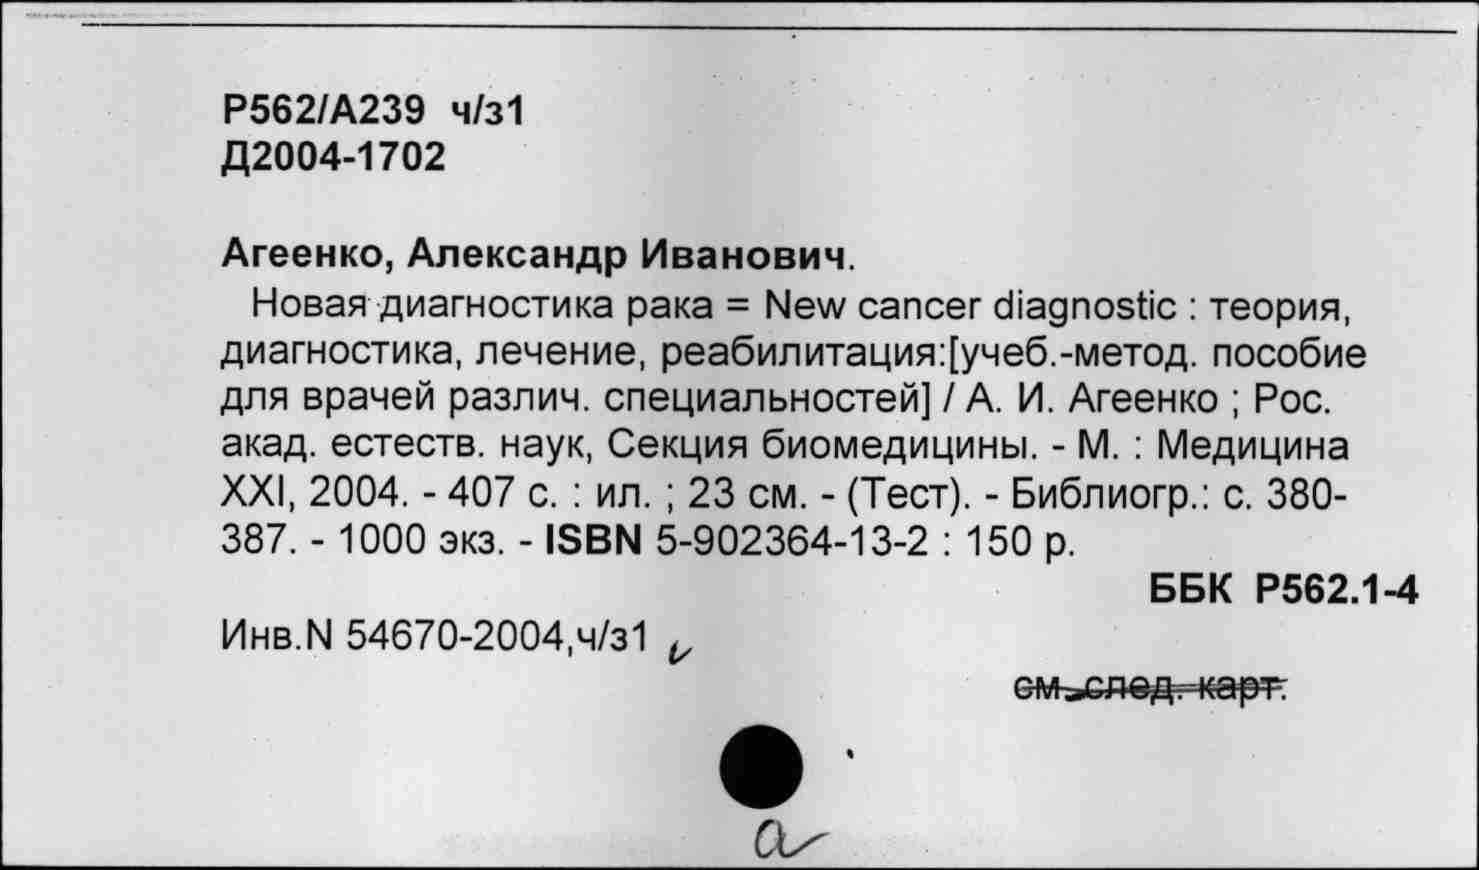 Р562/А239 ч/з1
Д2004-1702
Агеенко, Александр Иванович.
Новая диагностика рака = New cancer diagnostic : теория,
диагностика, лечение, реабилитация:[учеб.-метод. пособие
для врачей различ. специальностей] / А. И. Агеенко ; Рос.
акад. естеств. наук, Секция биомедицины. - М. : Медицина
XXI, 2004. - 407 с. : ил. ; 23 см. - (Тест). - Библиогр.: с. 380-
387. - 1000 экз. - ISBN 5-902364-13-2 : 150 р.
ББК Р562.1-4
Инв.N 54670-2004,ч/з1
см. след. карт.
а